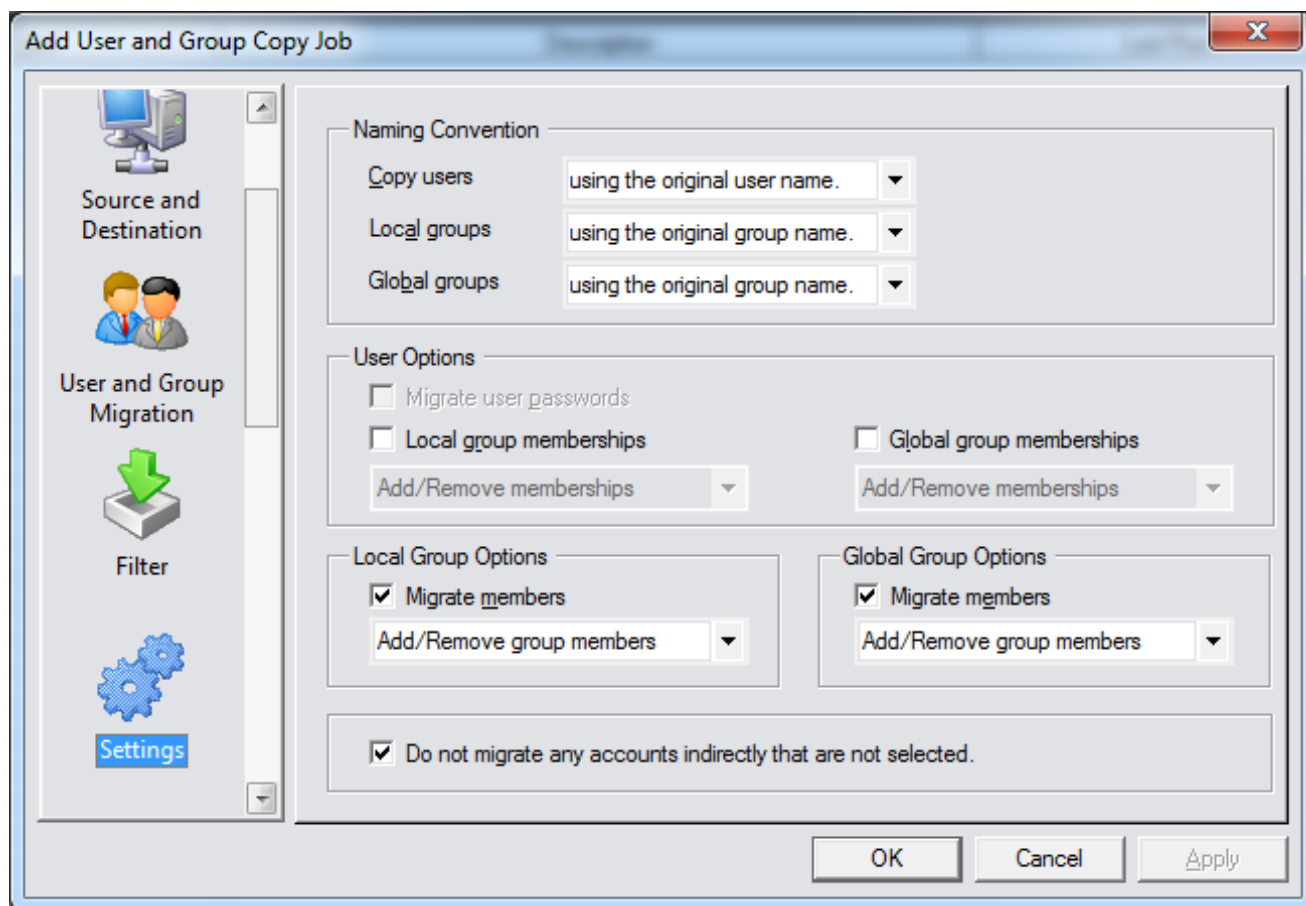 Add User and Group Copy Job
Source and
Destination
User and Group
Migration
Filter
Settings
Naming Convention
Copy users using the original user name.
Local groups using the original group name.
Global groups using the original group name.
User Options
Migrate user passwords
Local group memberships Global group memberships
Add/Remove memberships Add/Remove memberships
Local Group Options Global Group Options
Migrate members Migrate members
Add/Remove group members Add/Remove group members
Do not migrate any accounts indirectly that are not selected.
OK Cancel Apply